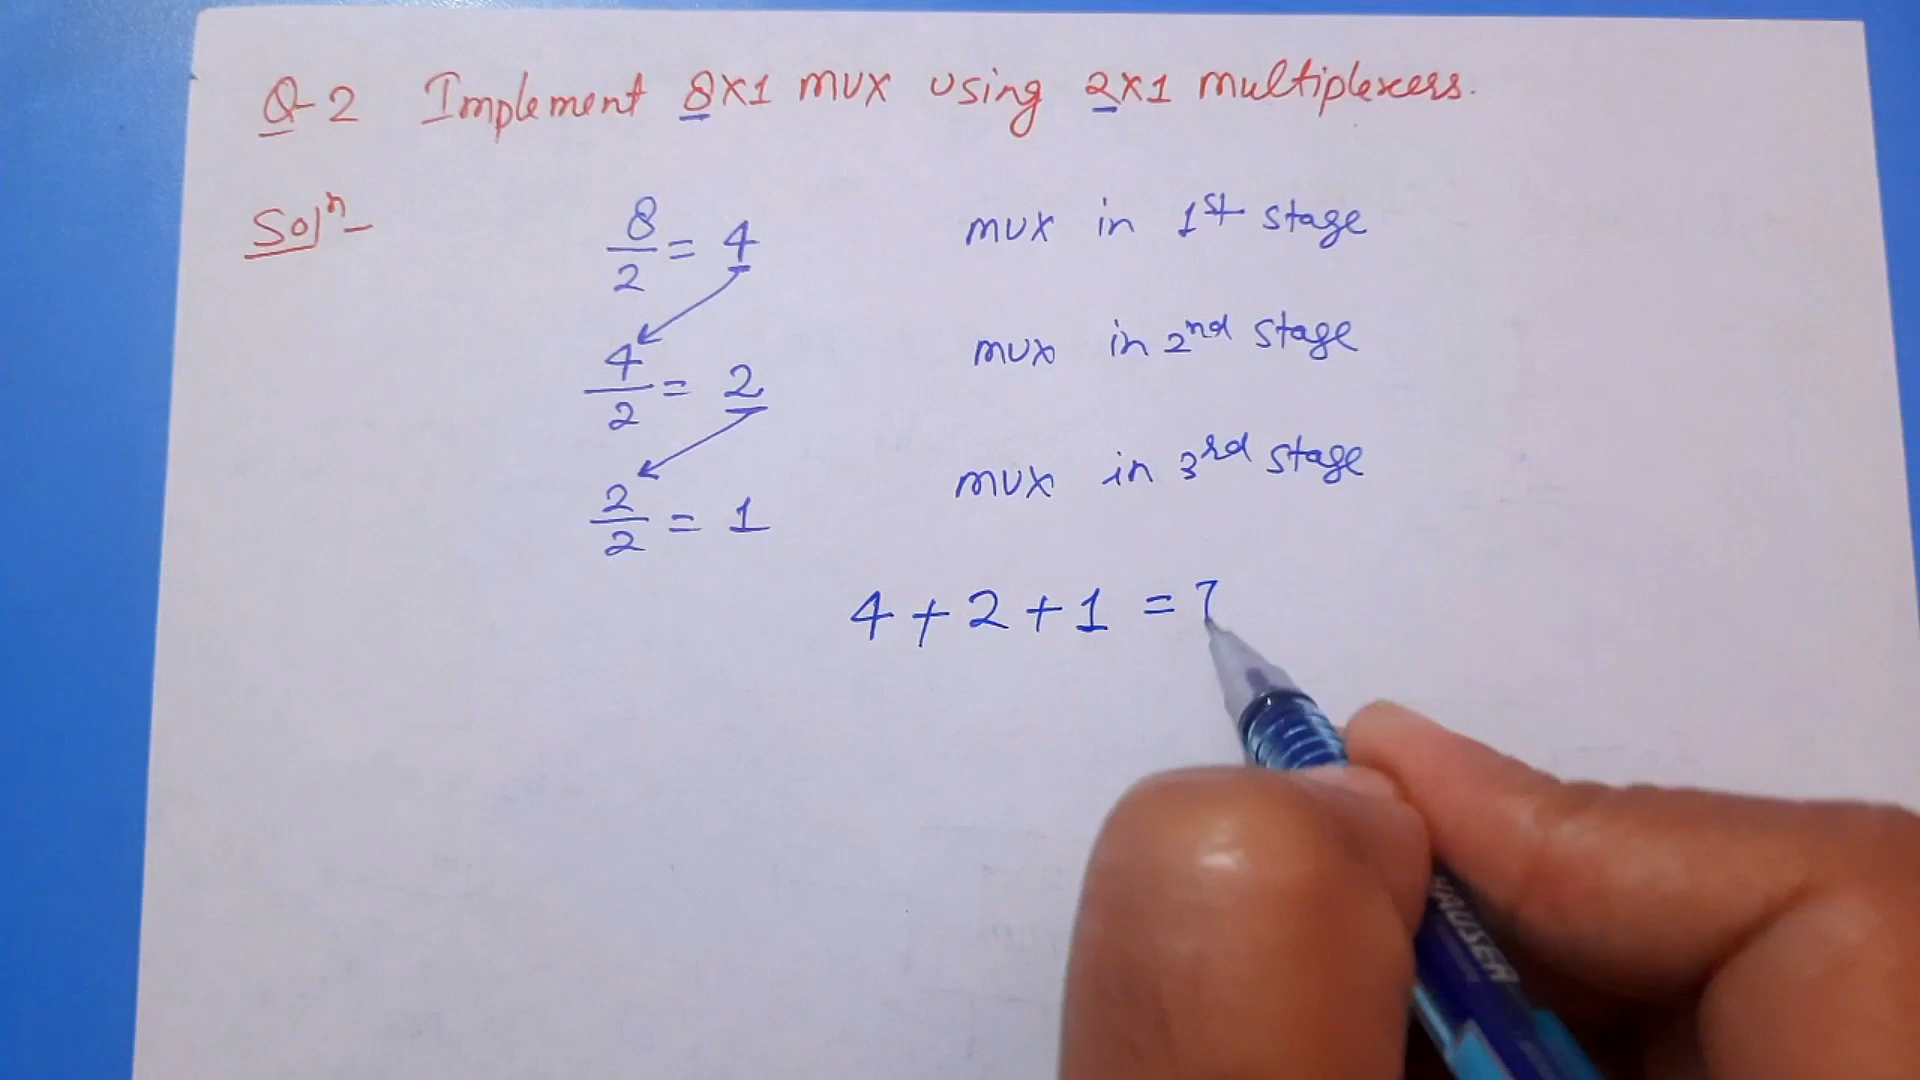 Q-2 Implement 8x1 mux using 2x1 multiplexers.
Solⁿ-
8/2 = 4 mux in 1st stage
4/2 = 2 mux in 2nd stage
2/2 = 1 mux in 3rd stage
4+2+1 = 7
HAUSER